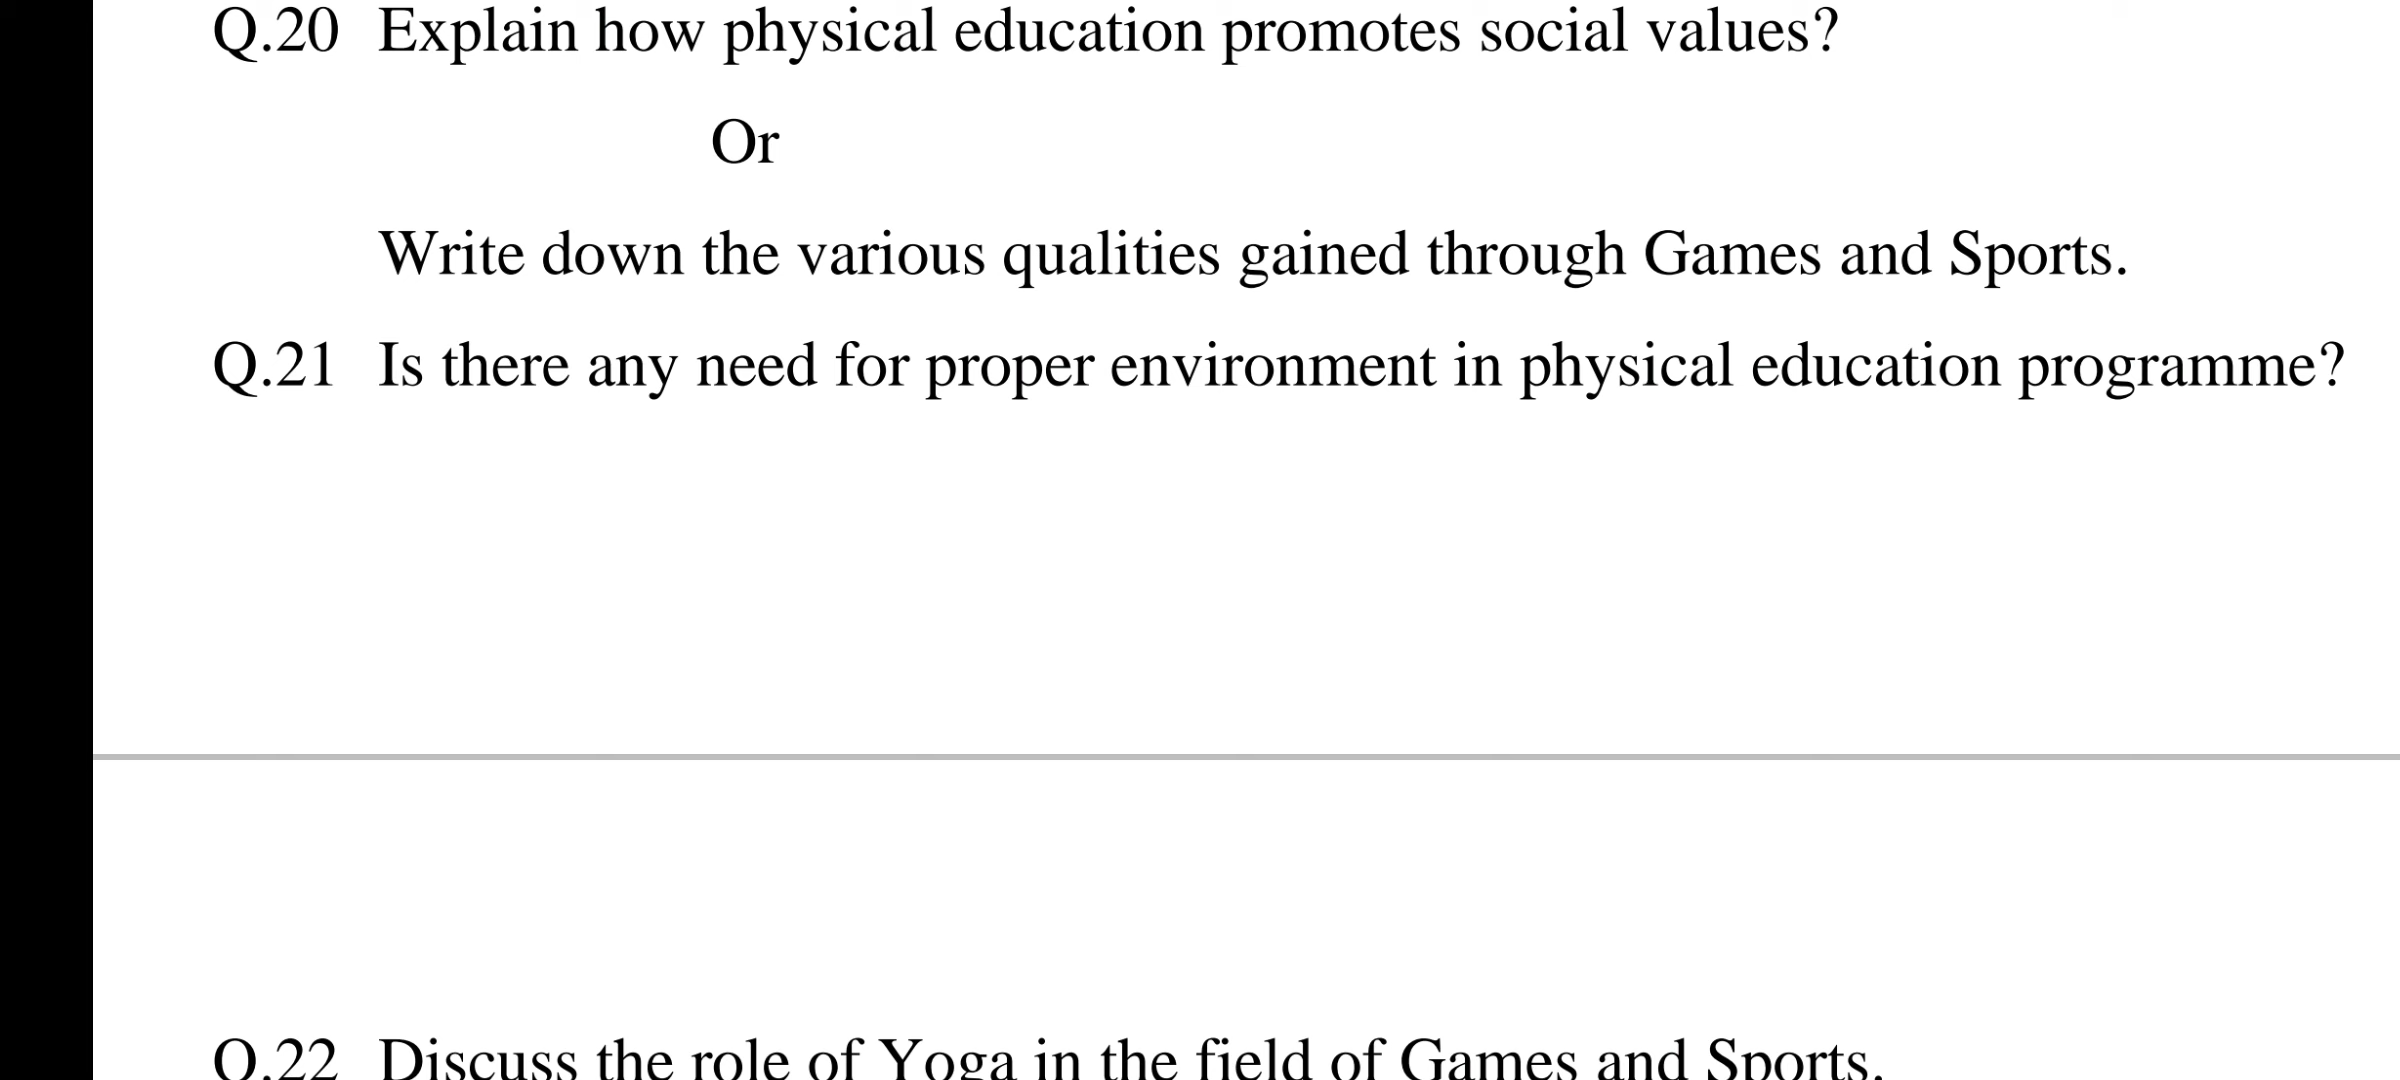 Q.20 Explain how physical education promotes social values?
Or
Write down the various qualities gained through Games and Sports.
Q.21 Is there any need for proper environment in physical education programme?
Q.22 Discuss the role of Yoga in the field of Games and Sports.